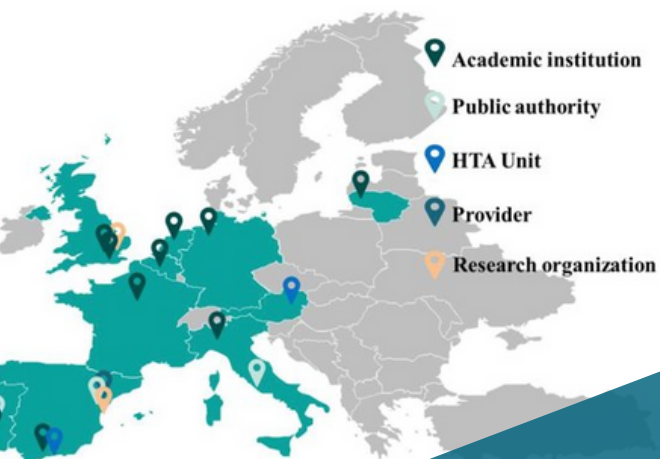 Academic institution
Public authority
HTA Unit
Provider
Research organization